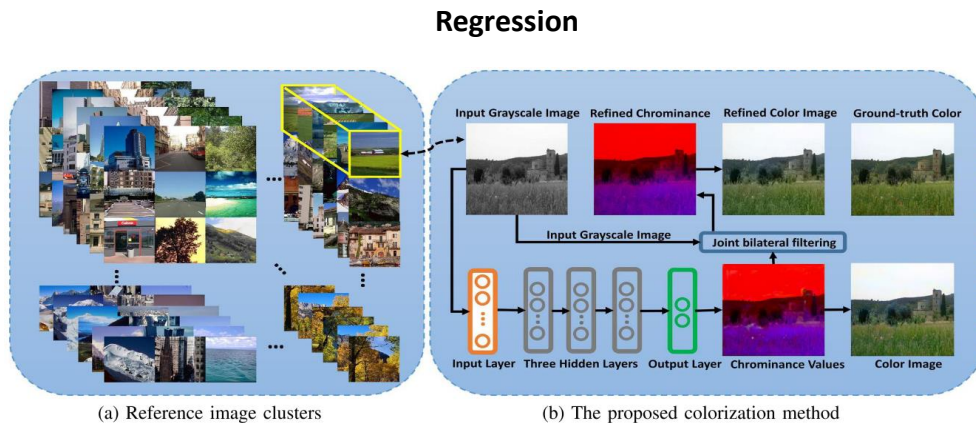 Regression
Input Grayscale Image
Refined Chrominance
Refined Color Image
Ground-truth Color
Input Grayscale Image
Joint bilateral filtering
Input Layer
Three Hidden Layers
Output Layer
Chrominance Values
Color Image
(a) Reference image clusters
(b) The proposed colorization method